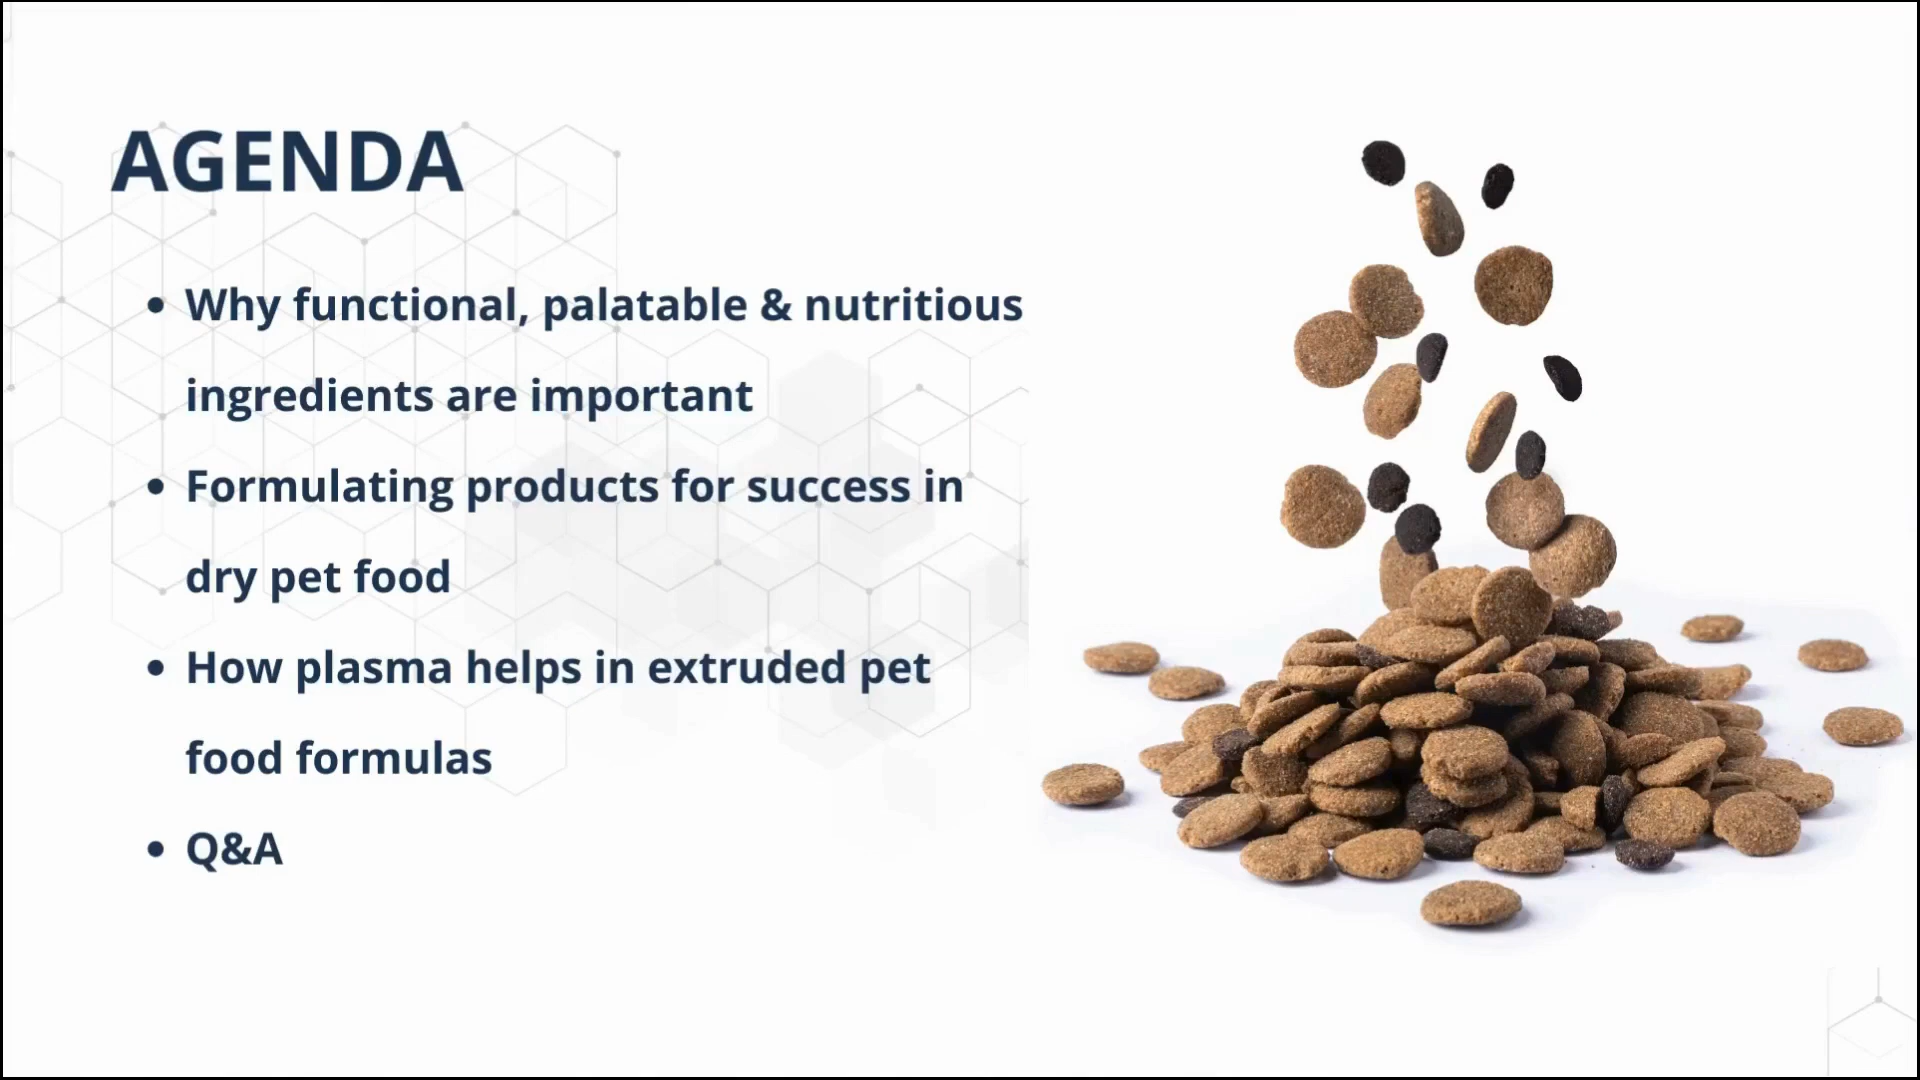 AGENDA
• Why functional, palatable & nutritious
ingredients are important
• Formulating products for success in
dry pet food
• How plasma helps in extruded pet
food formulas
• Q&A